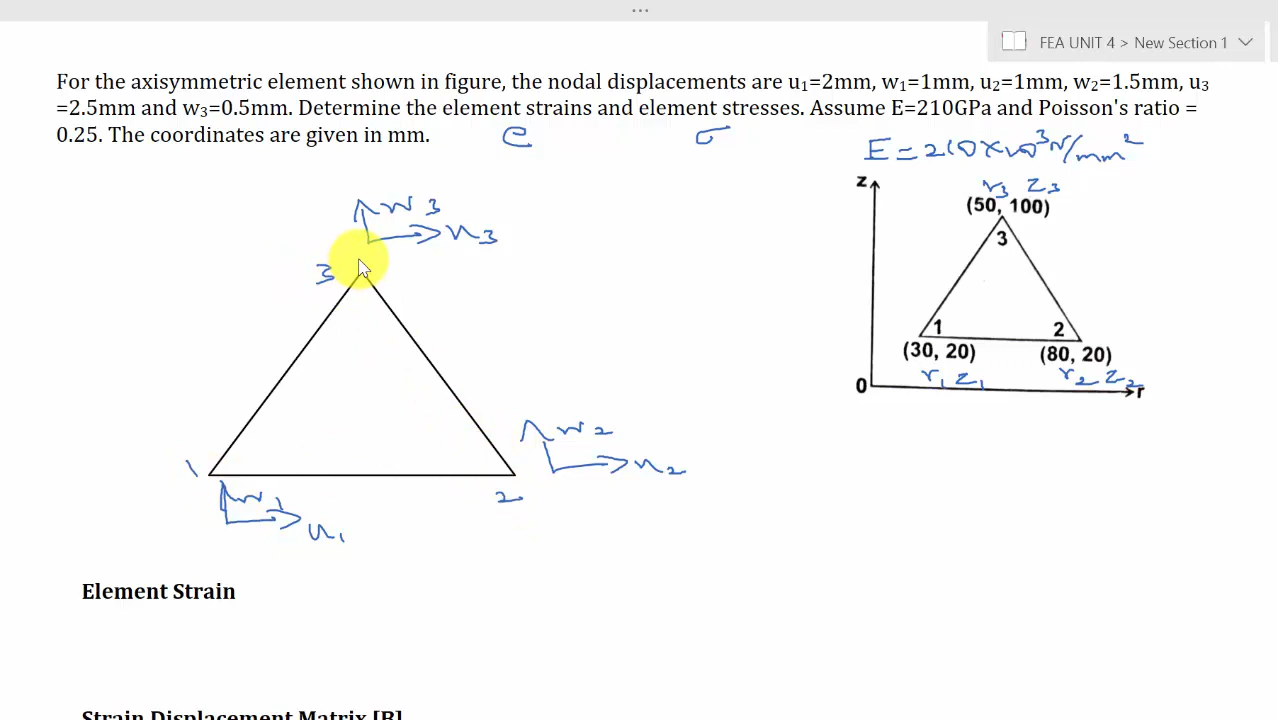 ...
FEA UNIT 4 > New Section 1
For the axisymmetric element shown in figure, the nodal displacements are u₁=2mm, w₁=1mm, u₂=1mm, w₂=1.5mm, u₃
=2.5mm and w₃=0.5mm. Determine the element strains and element stresses. Assume E=210GPa and Poisson's ratio =
0.25. The coordinates are given in mm.
e σ
E = 210 X 10³ N/mm²
z
r₃ z₃
(50, 100)
3
1 2
(30, 20) (80, 20)
r₁ z₁ r₂ z₂
0 r
w₃
u₃
3
w₂
u₂
1
2
w₁
u₁
Element Strain
Strain Displacement Matrix [B]